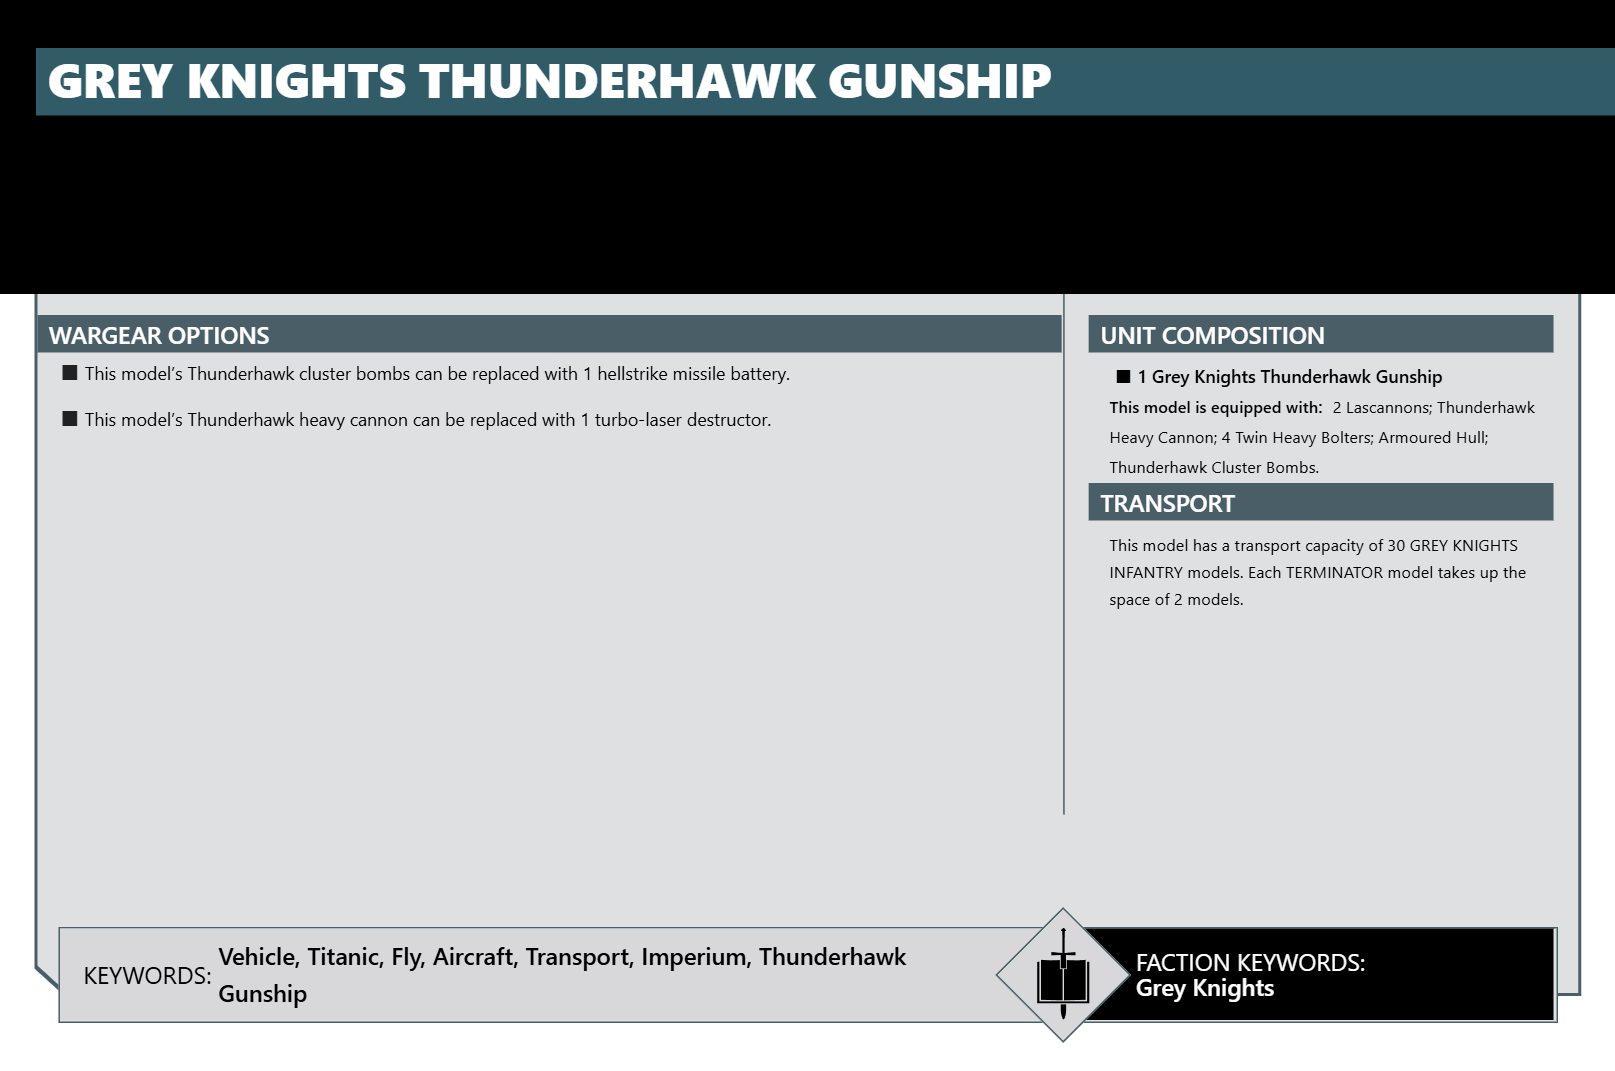 GREY KNIGHTS THUNDERHAWK GUNSHIP
WARGEAR OPTIONS
■ This model’s Thunderhawk cluster bombs can be replaced with 1 hellstrike missile battery.
■ This model’s Thunderhawk heavy cannon can be replaced with 1 turbo-laser destructor.
UNIT COMPOSITION
■ 1 Grey Knights Thunderhawk Gunship
This model is equipped with: 2 Lascannons; Thunderhawk
Heavy Cannon; 4 Twin Heavy Bolters; Armoured Hull;
Thunderhawk Cluster Bombs.
TRANSPORT
This model has a transport capacity of 30 GREY KNIGHTS
INFANTRY models. Each TERMINATOR model takes up the
space of 2 models.
KEYWORDS: Vehicle, Titanic, Fly, Aircraft, Transport, Imperium, Thunderhawk
Gunship
FACTION KEYWORDS:
Grey Knights